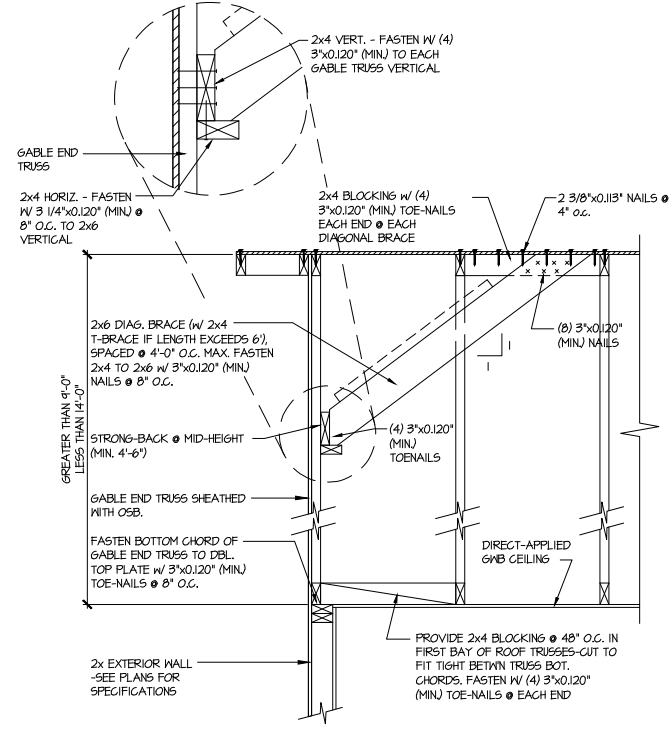 2x4 VERT. - FASTEN W/ (4)
3"x0.120" (MIN.) TO EACH
GABLE TRUSS VERTICAL
GABLE END
TRUSS
2x4 HORIZ. - FASTEN
W/ 3 1/4"x0.120" (MIN.) @
8" O.C. TO 2x6
VERTICAL
2x4 BLOCKING W/ (4)
3"x0.120" (MIN.) TOE-NAILS
EACH END @ EACH
DIAGONAL BRACE
2 3/8"x0.113" NAILS @
4" o.c.
2x6 DIAG. BRACE (W/ 2x4
T-BRACE IF LENGTH EXCEEDS 6'),
SPACED @ 4'-0" O.C. MAX. FASTEN
2x4 TO 2x6 W/ 3"x0.120" (MIN.)
NAILS @ 8" O.C.
(8) 3"x0.120"
(MIN.) NAILS
1
1
GREATER THAN 9'-0"
LESS THAN 14'-0"
STRONG-BACK @ MID-HEIGHT
(MIN. 4'-6")
(4) 3"x0.120"
(MIN.)
TOENAILS
GABLE END TRUSS SHEATHED
WITH OSB.
FASTEN BOTTOM CHORD OF
GABLE END TRUSS TO DBL.
TOP PLATE W/ 3"x0.120" (MIN.)
TOE-NAILS @ 8" O.C.
DIRECT-APPLIED
GWB CEILING
2x EXTERIOR WALL
-SEE PLANS FOR
SPECIFICATIONS
PROVIDE 2x4 BLOCKING @ 48" O.C. IN
FIRST BAY OF ROOF TRUSSES-CUT TO
FIT TIGHT BETW'N TRUSS BOT.
CHORDS. FASTEN W/ (4) 3"x0.120"
(MIN.) TOE-NAILS @ EACH END